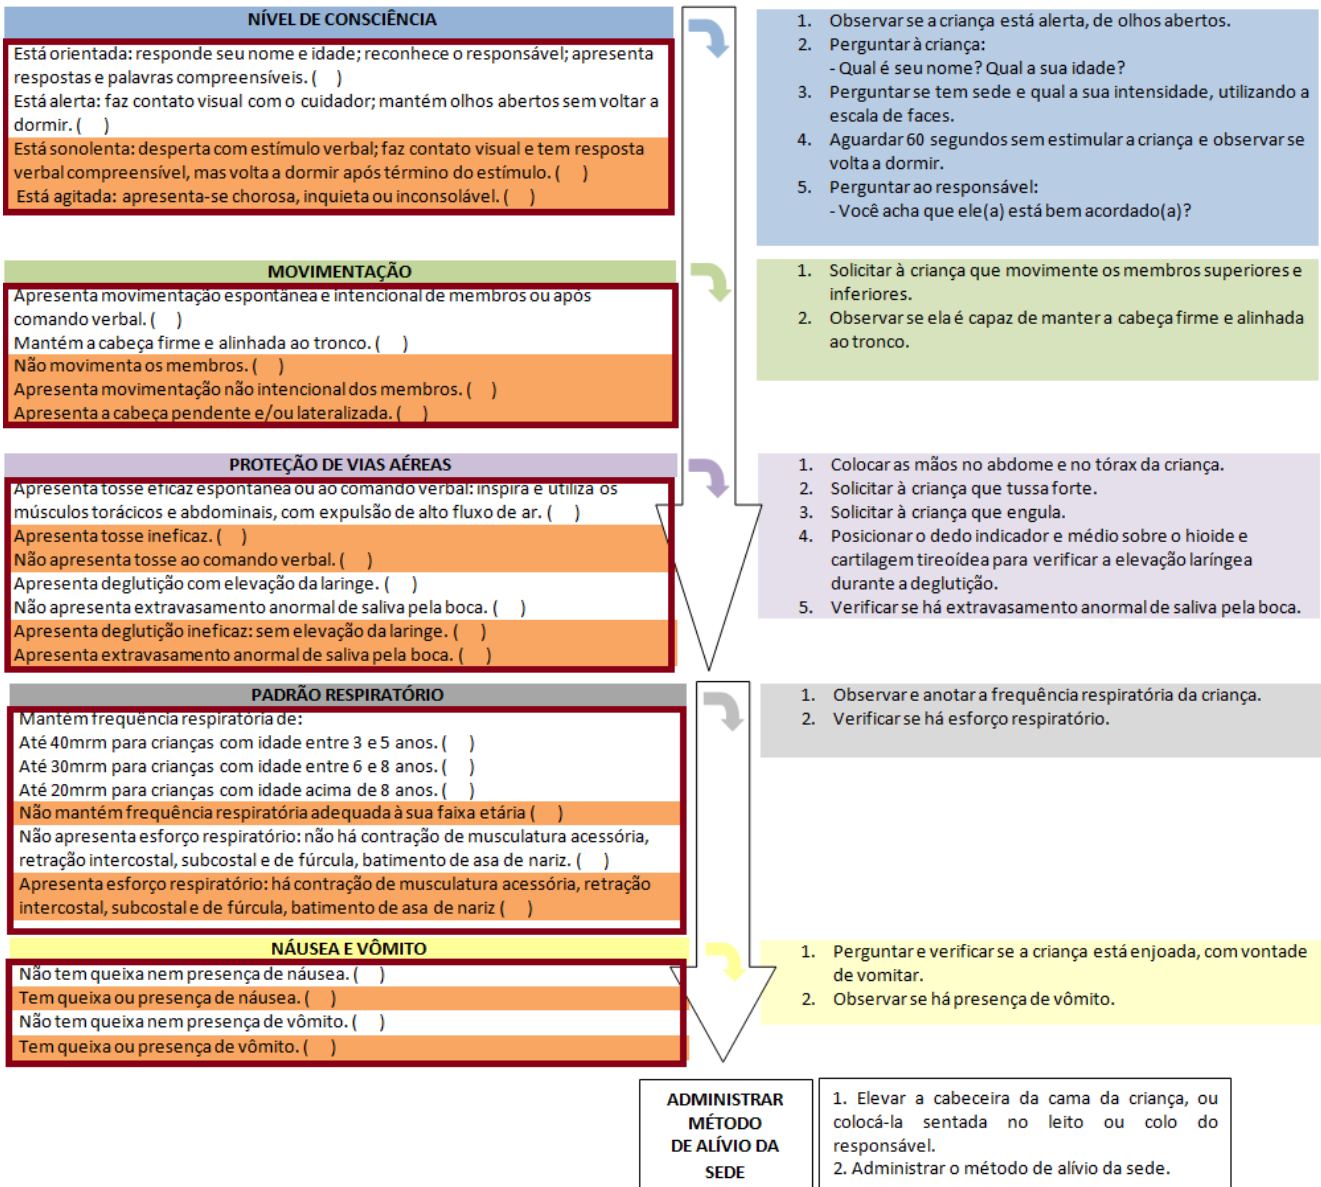 NÍVEL DE CONSCIÊNCIA
Está orientada: responde seu nome e idade; reconhece o responsável; apresenta
respostas e palavras compreensíveis. ( )
Está alerta: faz contato visual com o cuidador; mantém olhos abertos sem voltar a
dormir. ( )
Está sonolenta: desperta com estímulo verbal; faz contato visual e tem resposta
verbal compreensível, mas volta a dormir após término do estímulo. ( )
Está agitada: apresenta-se chorosa, inquieta ou inconsolável. ( )
1. Observar se a criança está alerta, de olhos abertos.
2. Perguntar à criança:
- Qual é seu nome? Qual a sua idade?
3. Perguntar se tem sede e qual a sua intensidade, utilizando a
escala de faces.
4. Aguardar 60 segundos sem estimular a criança e observar se
volta a dormir.
5. Perguntar ao responsável:
- Você acha que ele(a) está bem acordado(a)?
MOVIMENTAÇÃO
Apresenta movimentação espontânea e intencional de membros ou após
comando verbal. ( )
Mantém a cabeça firme e alinhada ao tronco. ( )
Não movimenta os membros. ( )
Apresenta movimentação não intencional dos membros. ( )
Apresenta a cabeça pendente e/ou lateralizada. ( )
1. Solicitar à criança que movimente os membros superiores e
inferiores.
2. Observar se ela é capaz de manter a cabeça firme e alinhada
ao tronco.
PROTEÇÃO DE VIAS AÉREAS
Apresenta tosse eficaz espontânea ou ao comando verbal: inspira e utiliza os
músculos torácicos e abdominais, com expulsão de alto fluxo de ar. ( )
Apresenta tosse ineficaz. ( )
Não apresenta tosse ao comando verbal. ( )
Apresenta deglutição com elevação da laringe. ( )
Não apresenta extravasamento anormal de saliva pela boca. ( )
Apresenta deglutição ineficaz: sem elevação da laringe. ( )
Apresenta extravasamento anormal de saliva pela boca. ( )
1. Colocar as mãos no abdome e no tórax da criança.
2. Solicitar à criança que tussa forte.
3. Solicitar à criança que engula.
4. Posicionar o dedo indicador e médio sobre o hioide e
cartilagem tireoídea para verificar a elevação laríngea
durante a deglutição.
5. Verificar se há extravasamento anormal de saliva pela boca.
PADRÃO RESPIRATÓRIO
Mantém frequência respiratória de:
Até 40mrm para crianças com idade entre 3 e 5 anos. ( )
Até 30mrm para crianças com idade entre 6 e 8 anos. ( )
Até 20mrm para crianças com idade acima de 8 anos. ( )
Não mantém frequência respiratória adequada à sua faixa etária ( )
Não apresenta esforço respiratório: não há contração de musculatura acessória,
retração intercostal, subcostal e de fúrcula, batimento de asa de nariz. ( )
Apresenta esforço respiratório: há contração de musculatura acessória, retração
intercostal, subcostal e de fúrcula, batimento de asa de nariz ( )
1. Observar e anotar a frequência respiratória da criança.
2. Verificar se há esforço respiratório.
NÁUSEA E VÔMITO
Não tem queixa nem presença de náusea. ( )
Tem queixa ou presença de náusea. ( )
Não tem queixa nem presença de vômito. ( )
Tem queixa ou presença de vômito. ( )
1. Perguntar e verificar se a criança está enjoada, com vontade
de vomitar.
2. Observar se há presença de vômito.
ADMINISTRAR
MÉTODO
DE ALÍVIO DA
SEDE
1. Elevar a cabeceira da cama da criança, ou
colocá-la sentada no leito ou colo do
responsável.
2. Administrar o método de alívio da sede.